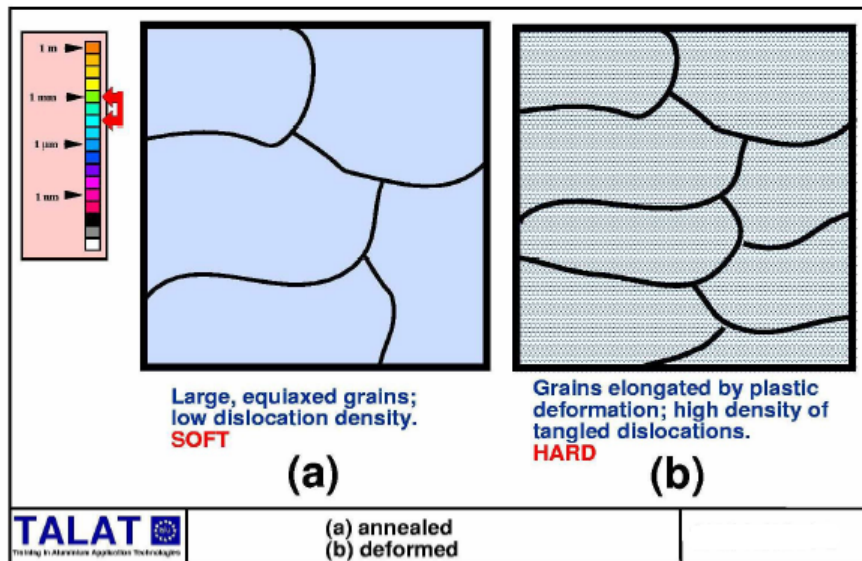 1 m
1 mm
1 µm
1 nm
Large, equiaxed grains;
low dislocation density.
SOFT
(a)
Grains elongated by plastic
deformation; high density of
tangled dislocations.
HARD
(b)
TALAT
Training in Aluminium Application Technologies
(a) annealed
(b) deformed